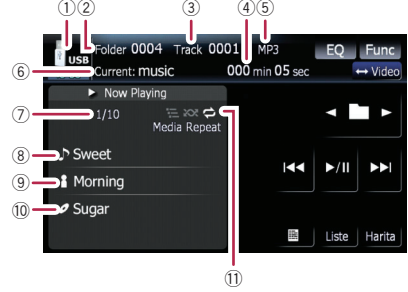 ① ② ③ ④ ⑤
USB Folder 0004 Track 0001 MP3 EQ Func
⑥ Current: music 000 min 05 sec ↔ Video
► Now Playing
⑦ 1/10
Media Repeat
⑧ Sweet
⑨ Morning
⑩ Sugar
Liste Harita
⑪